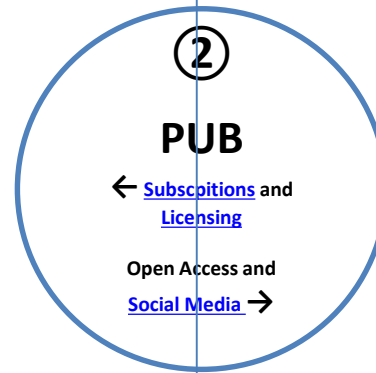 ②
PUB
← Subscpitions and
Licensing
Open Access and
Social Media →